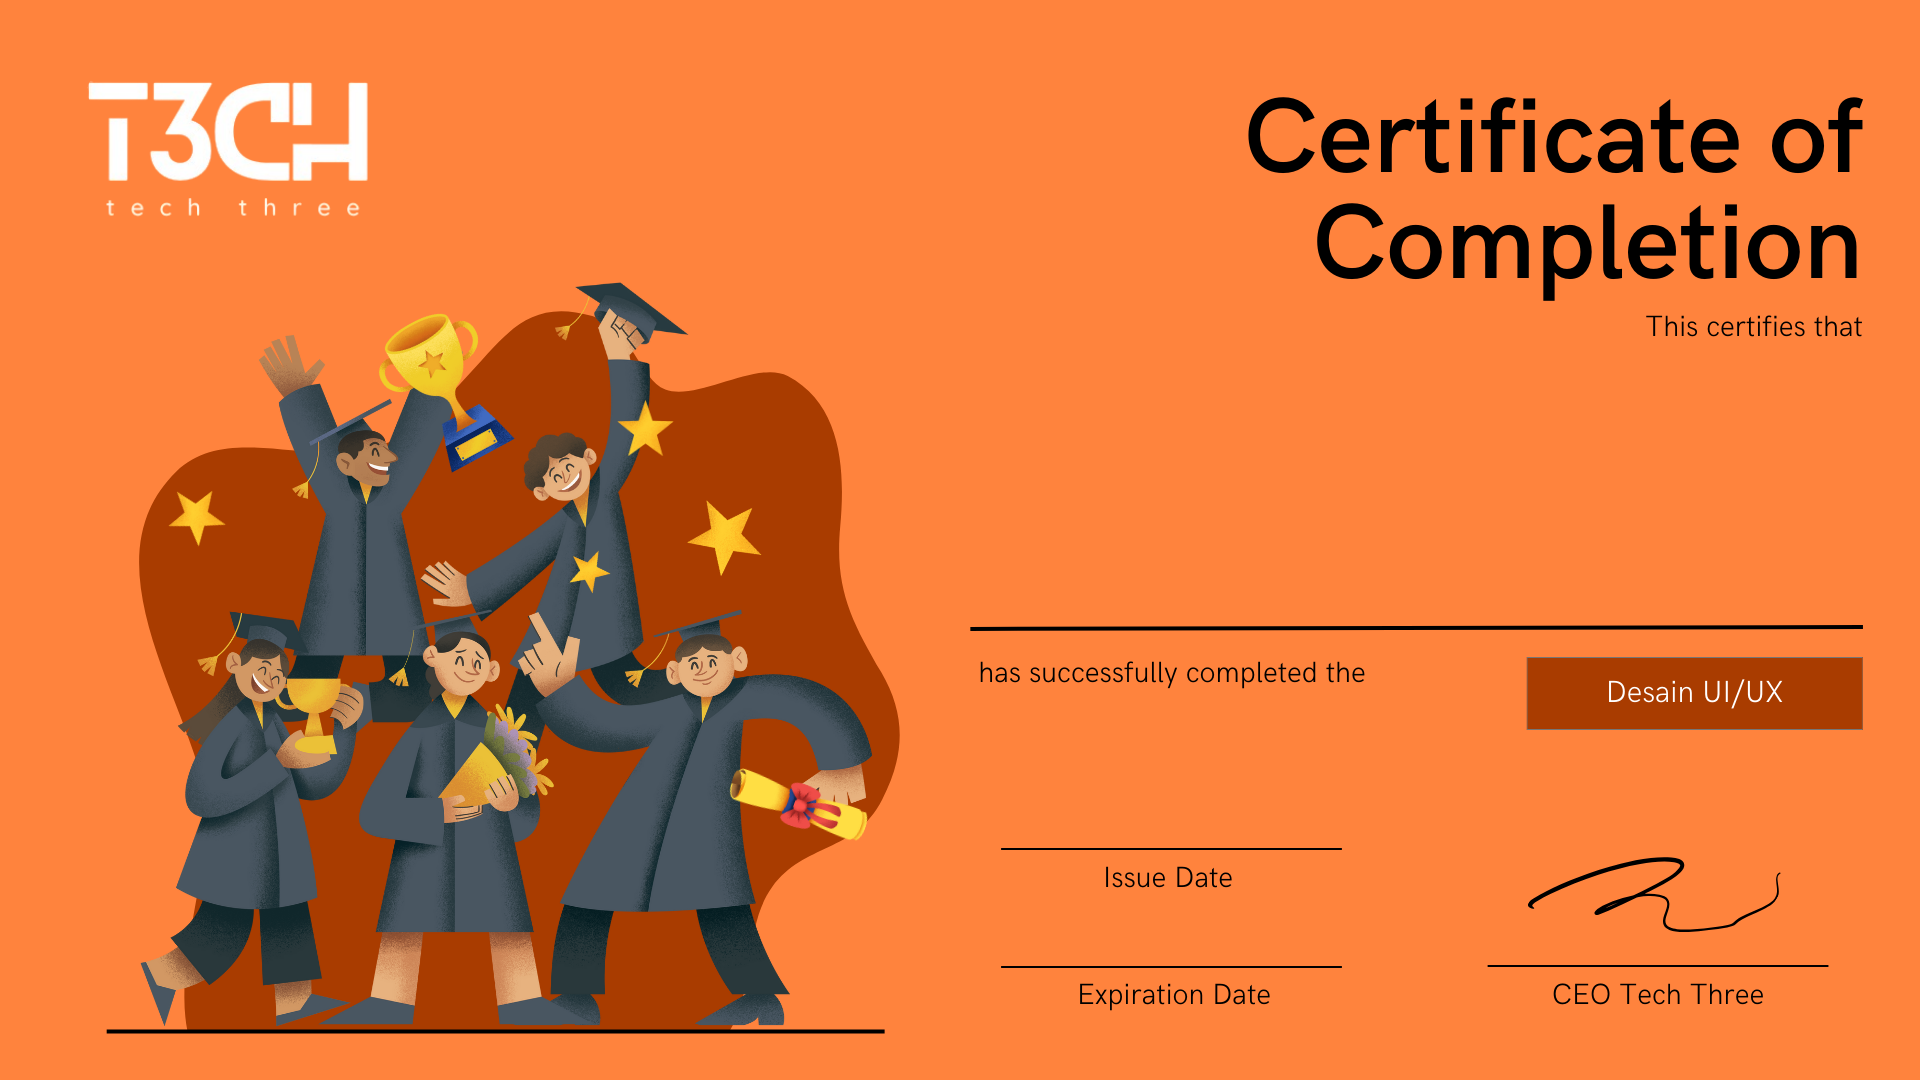 T3CH
tech three
Certificate of
Completion
This certifies that
has successfully completed the
Desain UI/UX
Issue Date
Expiration Date
CEO Tech Three